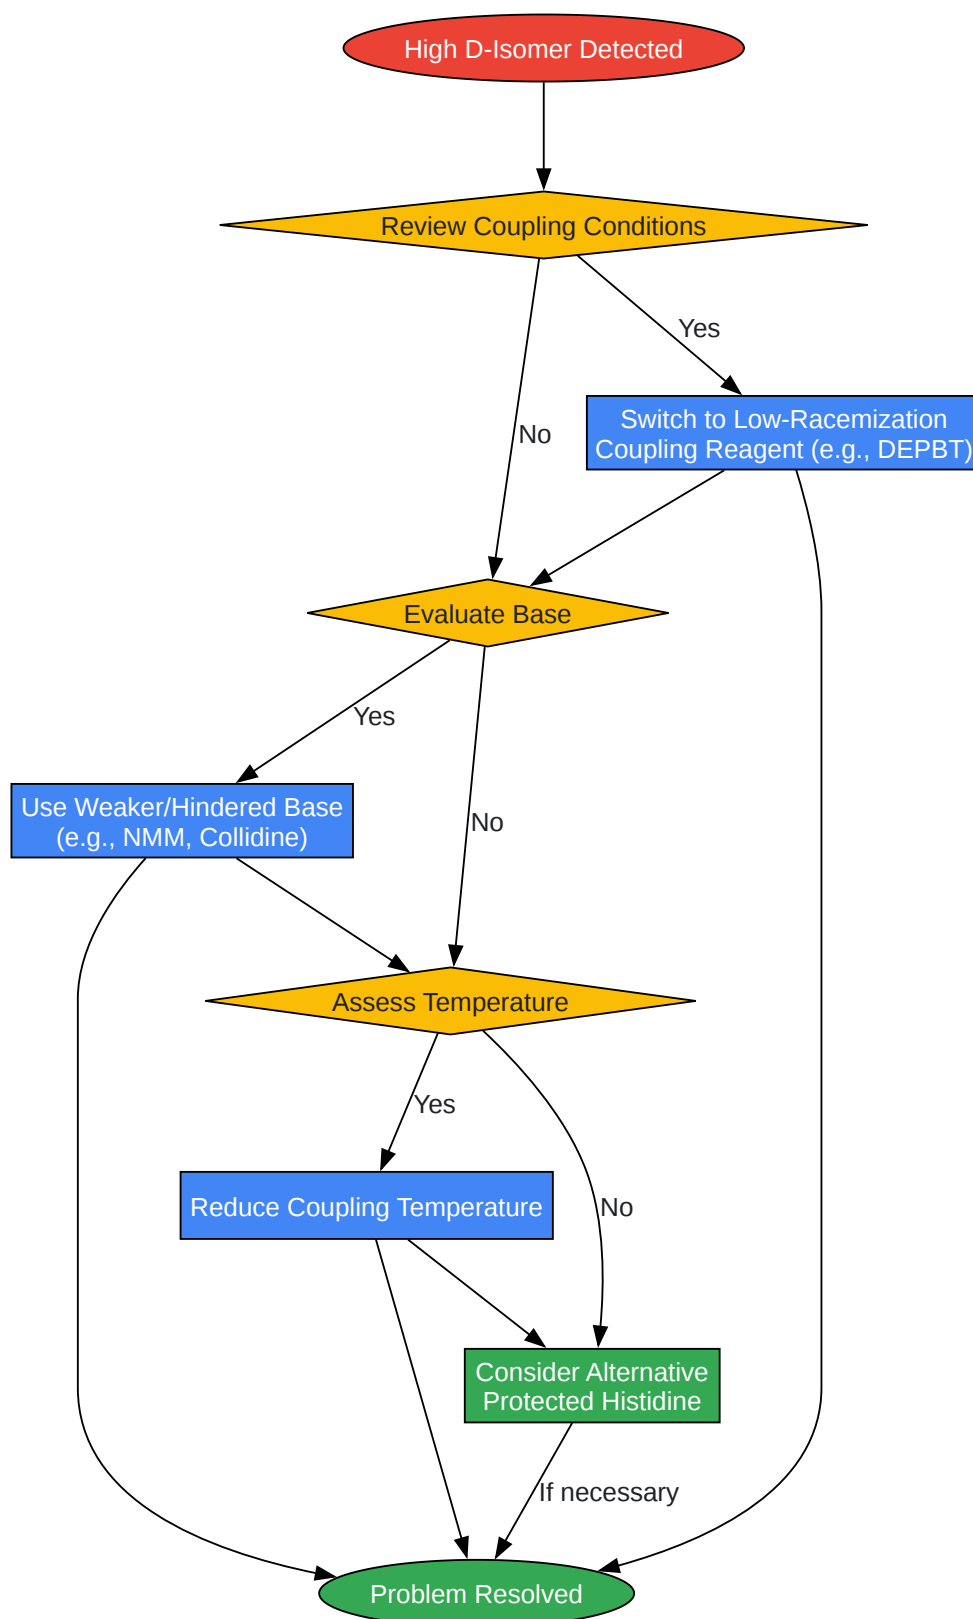 High D-Isomer Detected
Review Coupling Conditions
Yes
Switch to Low-Racemization
Coupling Reagent (e.g., DEPBT)
No
Evaluate Base
Yes
Use Weaker/Hindered Base
(e.g., NMM, Collidine)
No
Assess Temperature
Yes
Reduce Coupling Temperature
No
Consider Alternative
Protected Histidine
If necessary
Problem Resolved